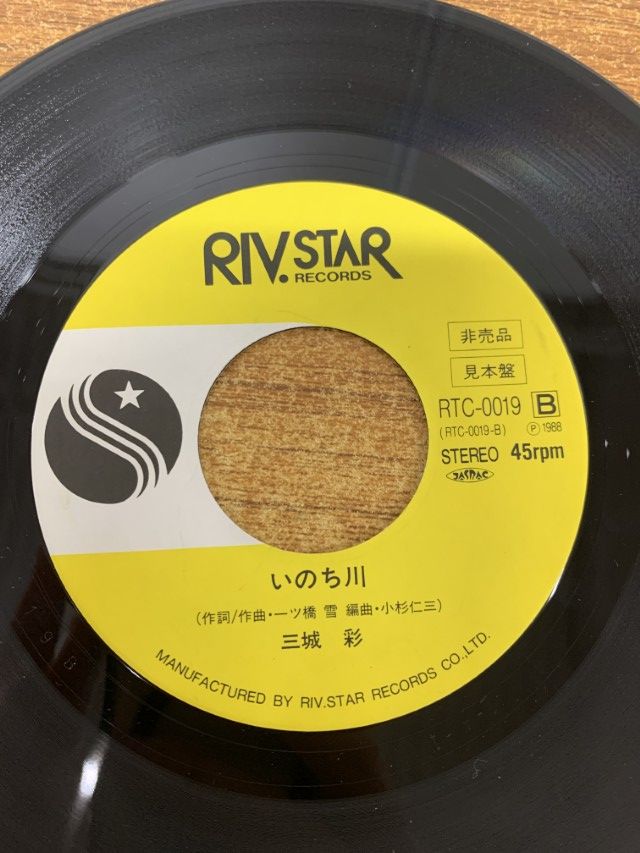 RIV.STAR
RECORDS
非売品
見本盤
RTC-0019 B
(RTC-0019-B) Ⓟ1988
STEREO 45rpm
JASRAC
いのち川
(作詞/作曲・一ツ橋 雪 編曲・小杉仁三)
三城 彩
MANUFACTURED BY RIV.STAR RECORDS CO.,LTD.